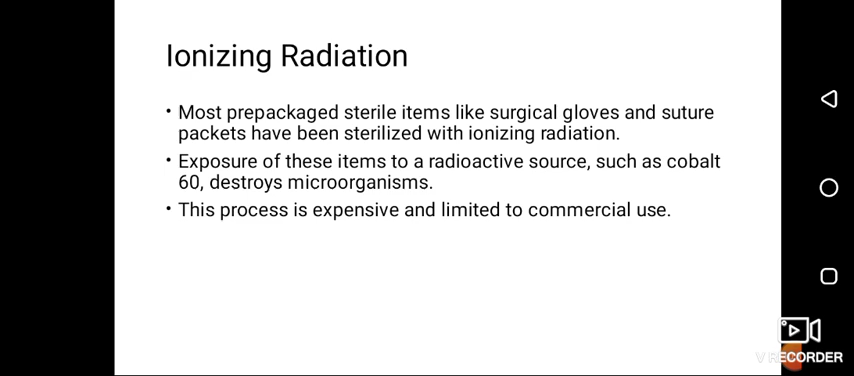 Ionizing Radiation
• Most prepackaged sterile items like surgical gloves and suture
packets have been sterilized with ionizing radiation.
• Exposure of these items to a radioactive source, such as cobalt
60, destroys microorganisms.
• This process is expensive and limited to commercial use.
V RECORDER